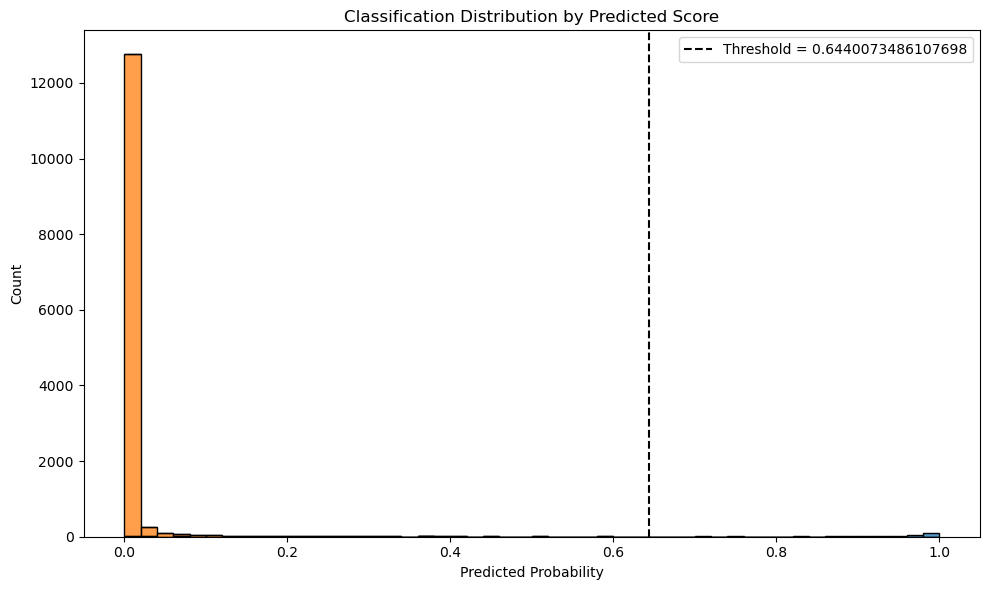 Classification Distribution by Predicted Score
Threshold = 0.6440073486107698
12000
10000
8000
6000
4000
2000
0
Count
0.0 0.2 0.4 0.6 0.8 1.0
Predicted Probability